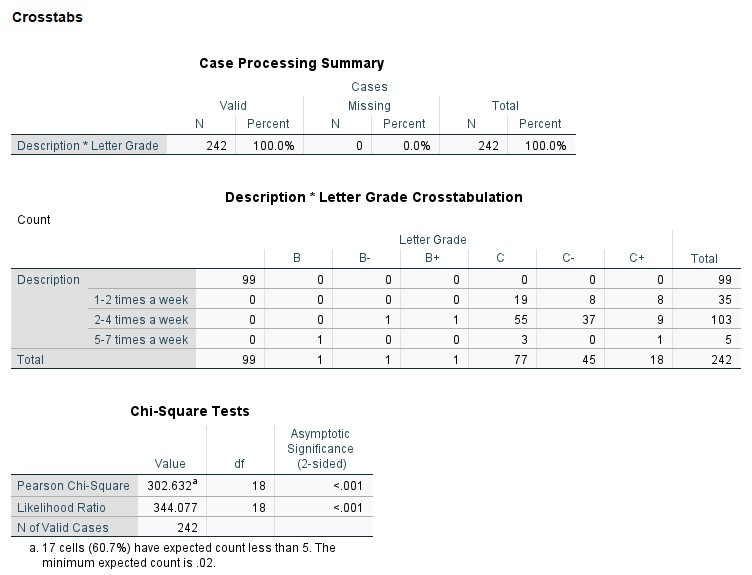 Crosstabs
Case Processing Summary
Cases
Valid Missing Total
N Percent N Percent N Percent
Description * Letter Grade 242 100.0% 0 0.0% 242 100.0%
Description * Letter Grade Crosstabulation
Count
Letter Grade
B B- B+ C C- C+ Total
Description 99 0 0 0 0 0 0 99
1-2 times a week 0 0 0 0 19 8 8 35
2-4 times a week 0 0 1 1 55 37 9 103
5-7 times a week 0 1 0 0 3 0 1 5
Total 99 1 1 1 77 45 18 242
Chi-Square Tests
Asymptotic
Significance
Value df (2-sided)
Pearson Chi-Square 302.632a 18 <.001
Likelihood Ratio 344.077 18 <.001
N of Valid Cases 242
a. 17 cells (60.7%) have expected count less than 5. The
minimum expected count is .02.